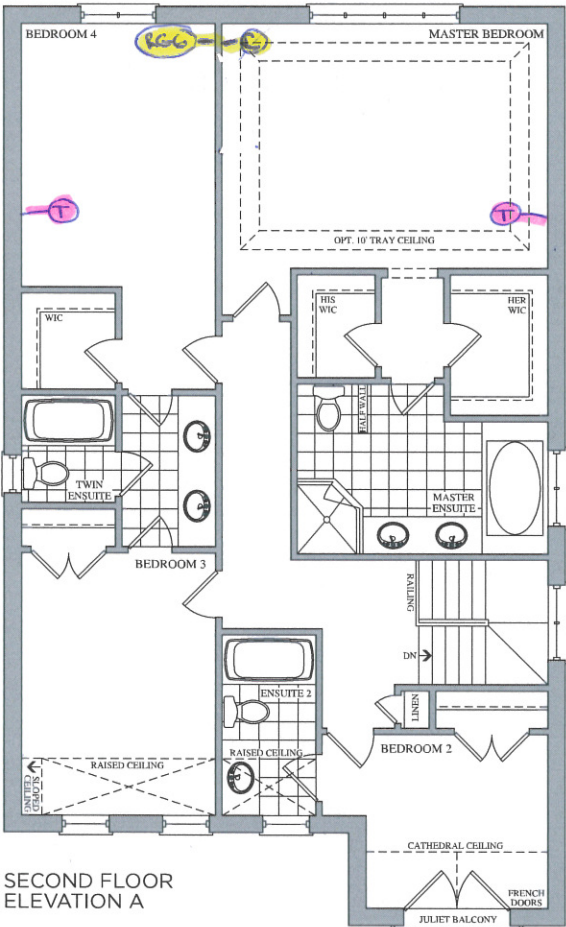 BEDROOM 4
RG6
C
MASTER BEDROOM
T
T
OPT. 10' TRAY CEILING
WIC
HIS
WIC
HER
WIC
HALF WALL
TWIN
ENSUITE
MASTER
ENSUITE
BEDROOM 3
RAILING
DN
LINEN
ENSUITE 2
BEDROOM 2
RAISED CEILING
RAISED CEILING
SLOPED
CEILING
CATHEDRAL CEILING
FRENCH
DOORS
JULIET BALCONY
SECOND FLOOR
ELEVATION A